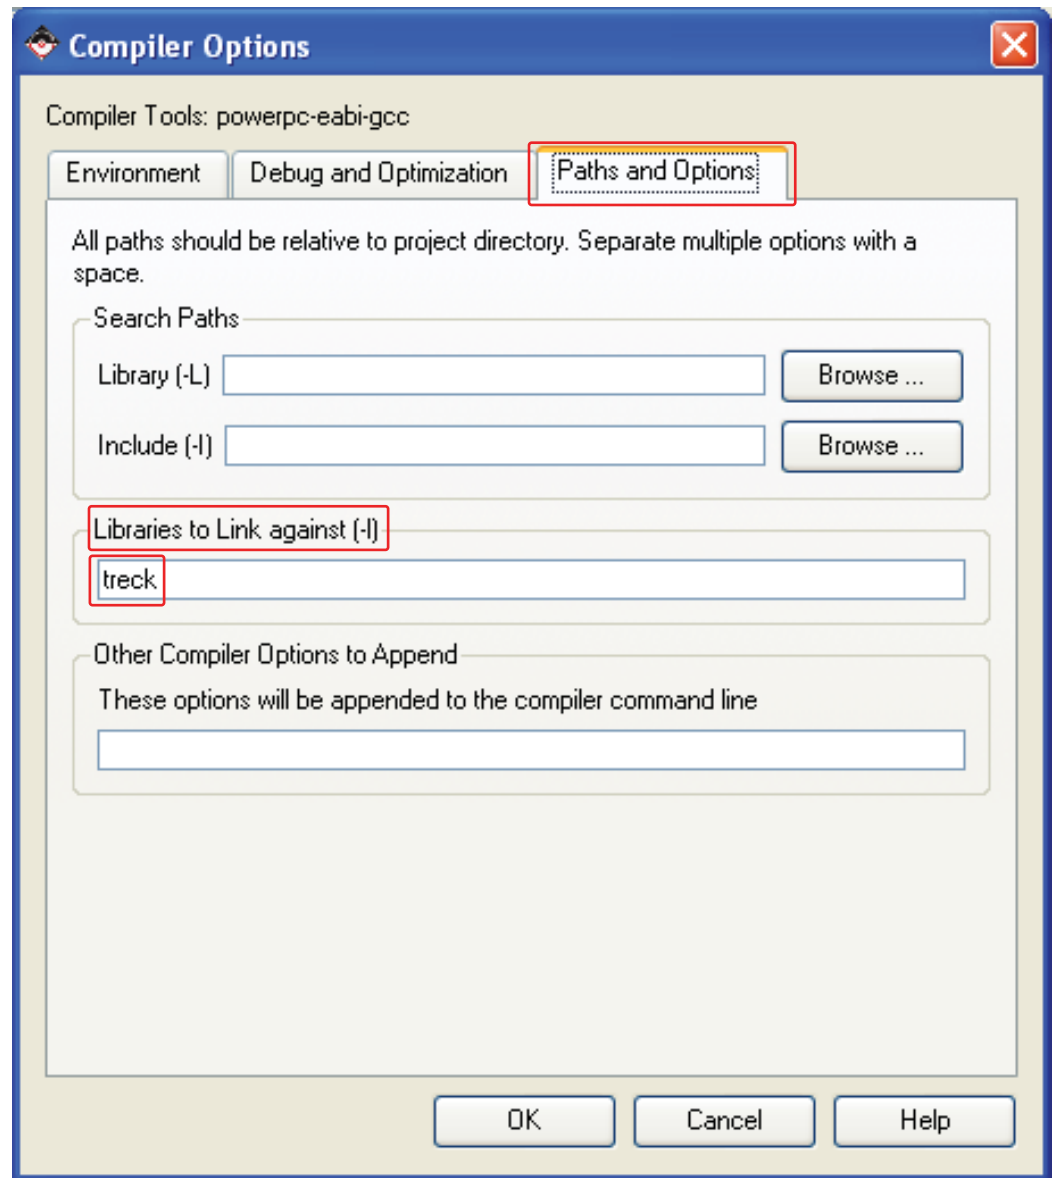 Compiler Options
Compiler Tools: powerpc-eabi-gcc
Environment
Debug and Optimization
Paths and Options
All paths should be relative to project directory. Separate multiple options with a
space.
Search Paths
Library (-L)
Browse ...
Include (-I)
Browse ...
Libraries to Link against (-l)
treck
Other Compiler Options to Append
These options will be appended to the compiler command line
OK
Cancel
Help